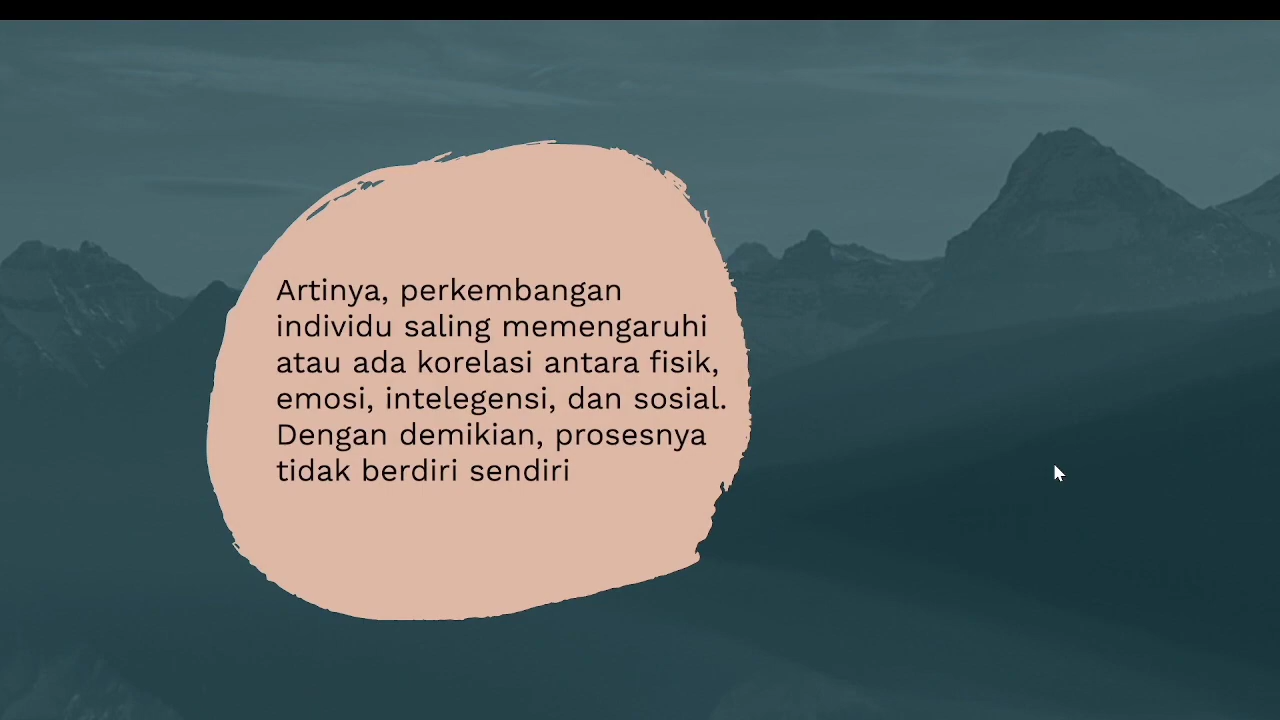 Artinya, perkembangan
individu saling memengaruhi
atau ada korelasi antara fisik,
emosi, intelegensi, dan sosial.
Dengan demikian, prosesnya
tidak berdiri sendiri